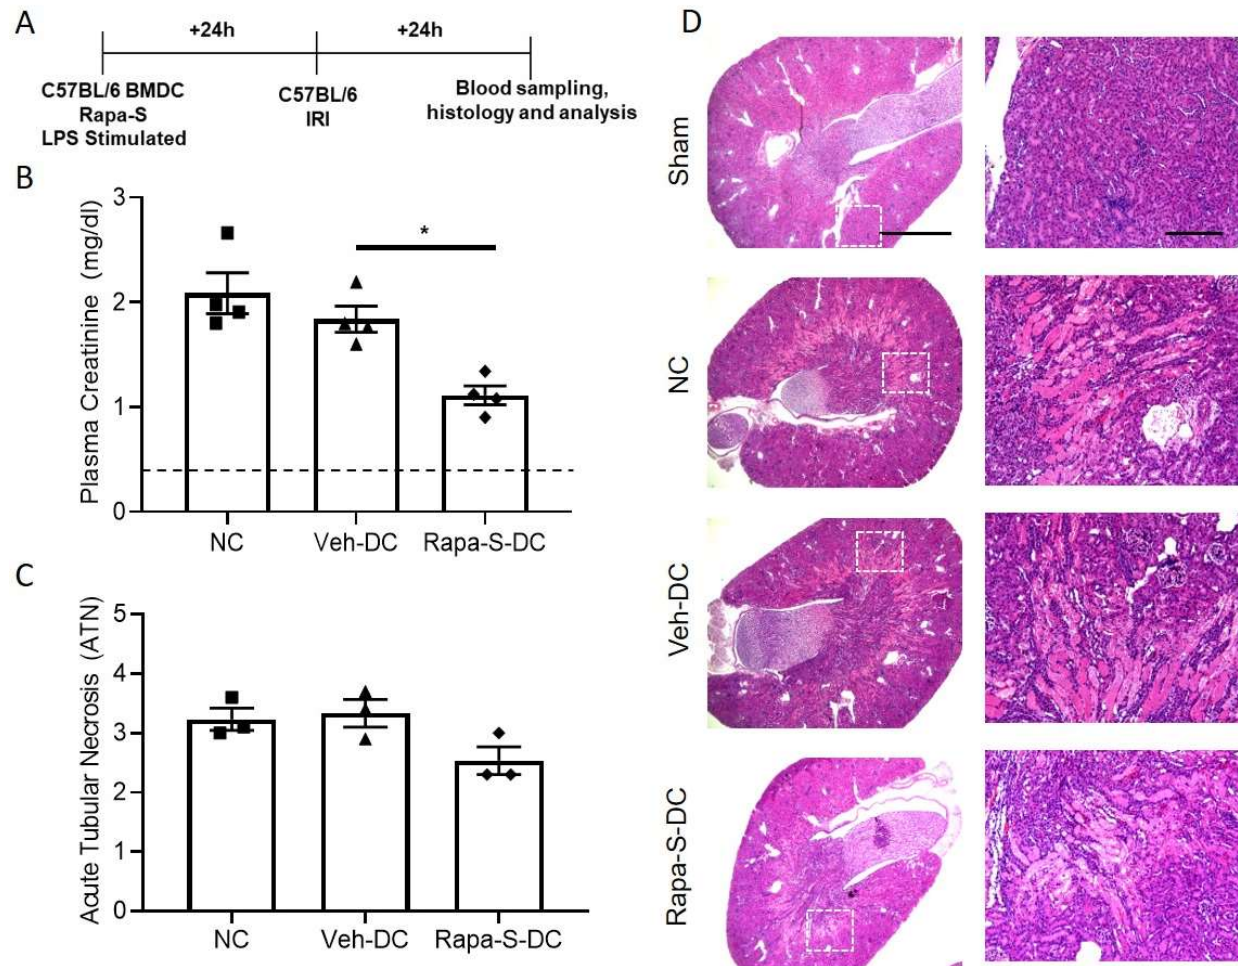 A
+24h
+24h
C57BL/6 BMDC
Rapa-S
LPS Stimulated
C57BL/6
IRI
Blood sampling,
histology and analysis
B
Plasma Creatinine (mg/dl)
3
2
1
0
*
NC
Veh-DC
Rapa-S-DC
C
Acute Tubular Necrosis (ATN)
5
4
3
2
1
0
NC
Veh-DC
Rapa-S-DC
D
Sham
NC
Veh-DC
Rapa-S-DC